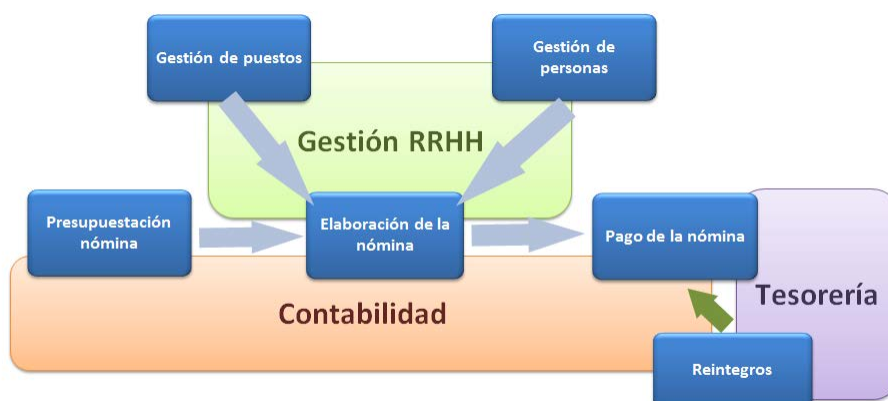 Gestión de puestos
Gestión de
personas
Gestión RRHH
Presupuestación
nómina
Elaboración de la
nómina
Pago de la nómina
Contabilidad
Tesorería
Reintegros